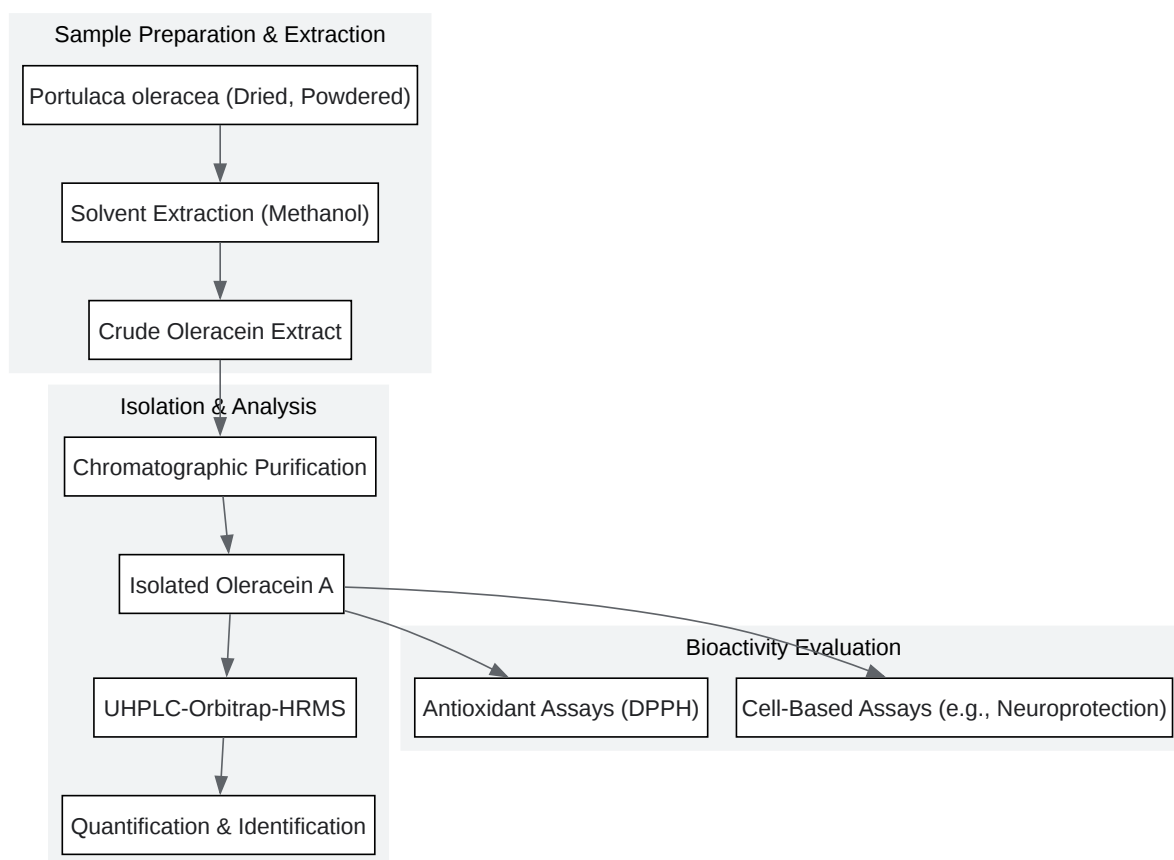 Sample Preparation & Extraction
Portulaca oleracea (Dried, Powdered)
Solvent Extraction (Methanol)
Crude Oleracein Extract
Isolation & Analysis
Chromatographic Purification
Isolated Oleracein A
Bioactivity Evaluation
UHPLC-Orbitrap-HRMS
Antioxidant Assays (DPPH)
Cell-Based Assays (e.g., Neuroprotection)
Quantification & Identification